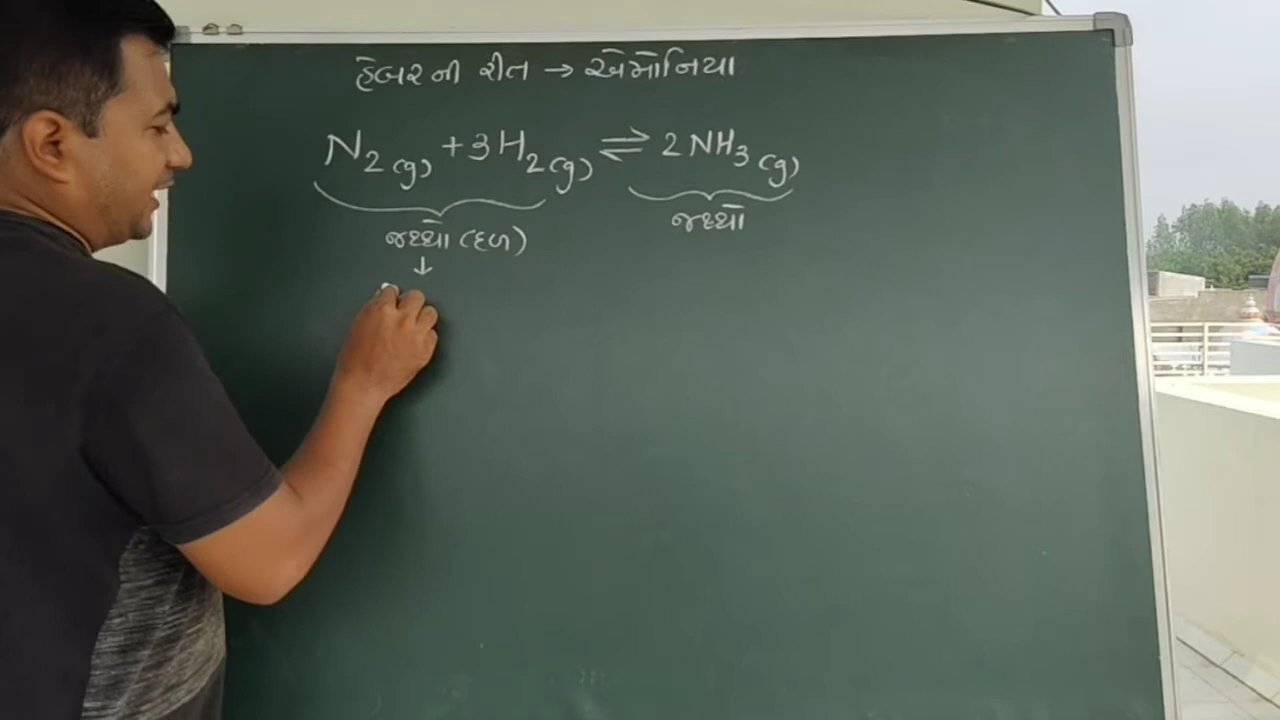 હેબરની રીત → એમોનિયા
N₂(g) + 3H₂(g) ⇌ 2NH₃(g)
જથ્થો (દળ) જથ્થો
↓